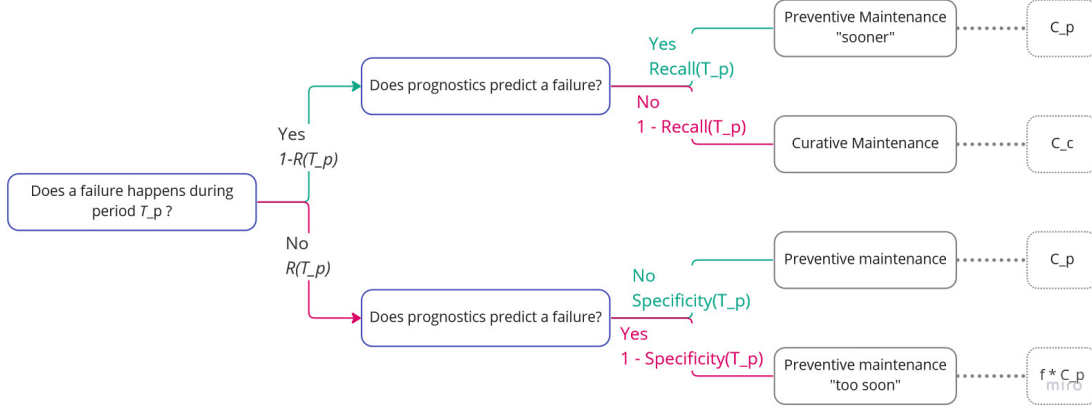 Preventive Maintenance
"sooner"
C_p
Yes
Recall(T_p)
Does prognostics predict a failure?
No
1 - Recall(T_p)
Curative Maintenance
C_c
Yes
1-R(T_p)
Does a failure happens during
period T_p ?
No
R(T_p)
Preventive maintenance
C_p
No
Specificity(T_p)
Does prognostics predict a failure?
Yes
1 - Specificity(T_p)
Preventive maintenance
"too soon"
f * C_p
miro